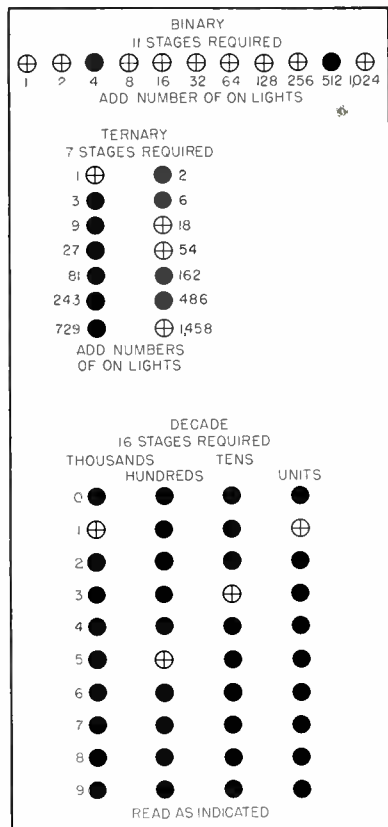 BINARY
11 STAGES REQUIRED
1 2 4 8 16 32 64 128 256 512 1,024
ADD NUMBER OF ON LIGHTS
TERNARY
7 STAGES REQUIRED
1 2
3 6
9 18
27 54
81 162
243 486
729 1,458
ADD NUMBERS
OF ON LIGHTS
DECADE
16 STAGES REQUIRED
THOUSANDS TENS
HUNDREDS UNITS
0
1
2
3
4
5
6
7
8
9
READ AS INDICATED